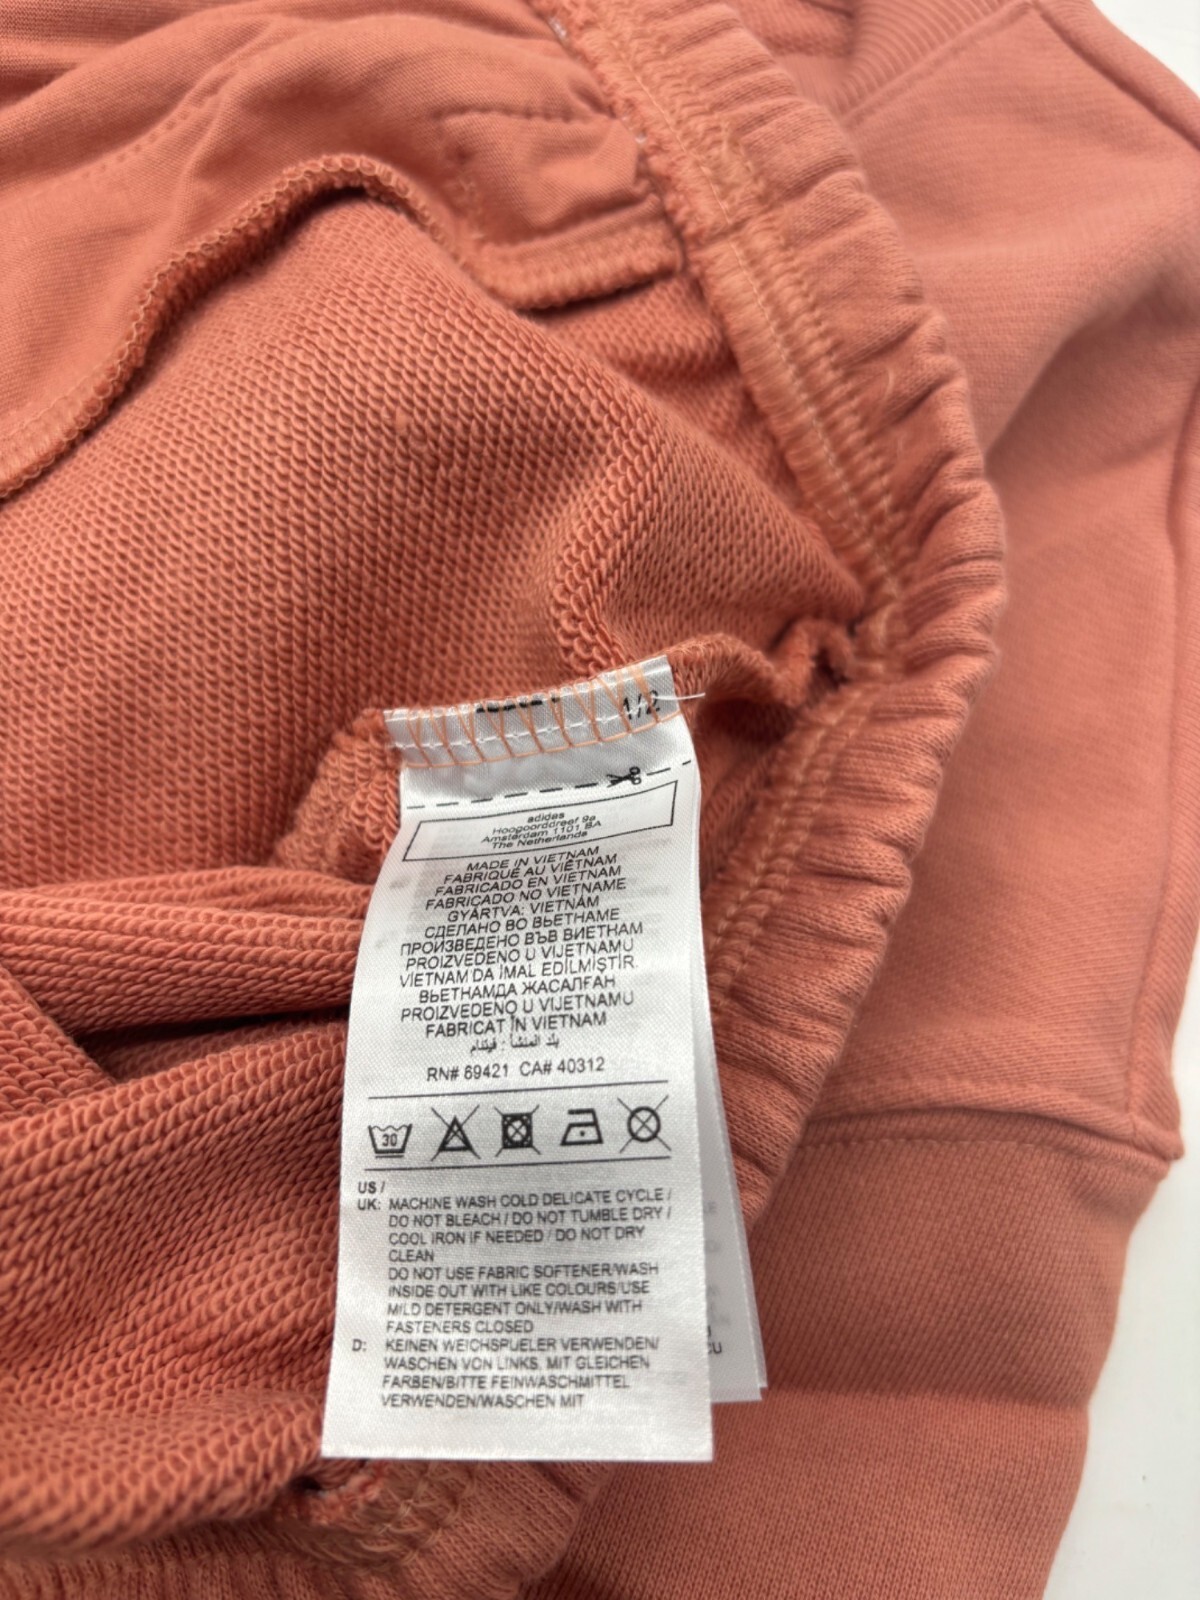 1/2
adidas
Hoogoorddreef 9a
Amsterdam 1101 BA
The Netherlands
MADE IN VIETNAM
FABRIQUÉ AU VIETNAM
FABRICADO EN VIETNAM
FABRICADO NO VIETNAME
GYÁRTVA: VIETNÁM
СДЕЛАНО ВО ВЬЕТНАМЕ
ПРОИЗВЕДЕНО ВЪВ ВИЕТНАМ
PROIZVEDENO U VIJETNAMU
VIETNAM'DA İMAL EDİLMİŞTİR.
ВЬЕТНАМДА ЖАСАЛҒАН
PROIZVEDENO U VIJETNAMU
FABRICAT ÎN VIETNAM
بلد المنشأ : فيتنام
RN# 69421 CA# 40312
30
US /
UK: MACHINE WASH COLD DELICATE CYCLE /
DO NOT BLEACH / DO NOT TUMBLE DRY /
COOL IRON IF NEEDED / DO NOT DRY
CLEAN
DO NOT USE FABRIC SOFTENER/WASH
INSIDE OUT WITH LIKE COLOURS/USE
MILD DETERGENT ONLY/WASH WITH
FASTENERS CLOSED
D: KEINEN WEICHSPUELER VERWENDEN/
WASCHEN VON LINKS, MIT GLEICHEN
FARBEN/BITTE FEINWASCHMITTEL
VERWENDEN/WASCHEN MIT